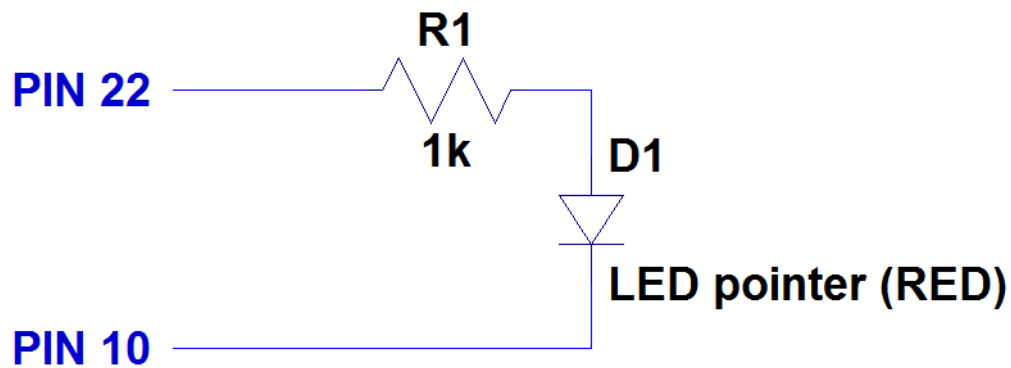 R1
PIN 22
1k
D1
LED pointer (RED)
PIN 10